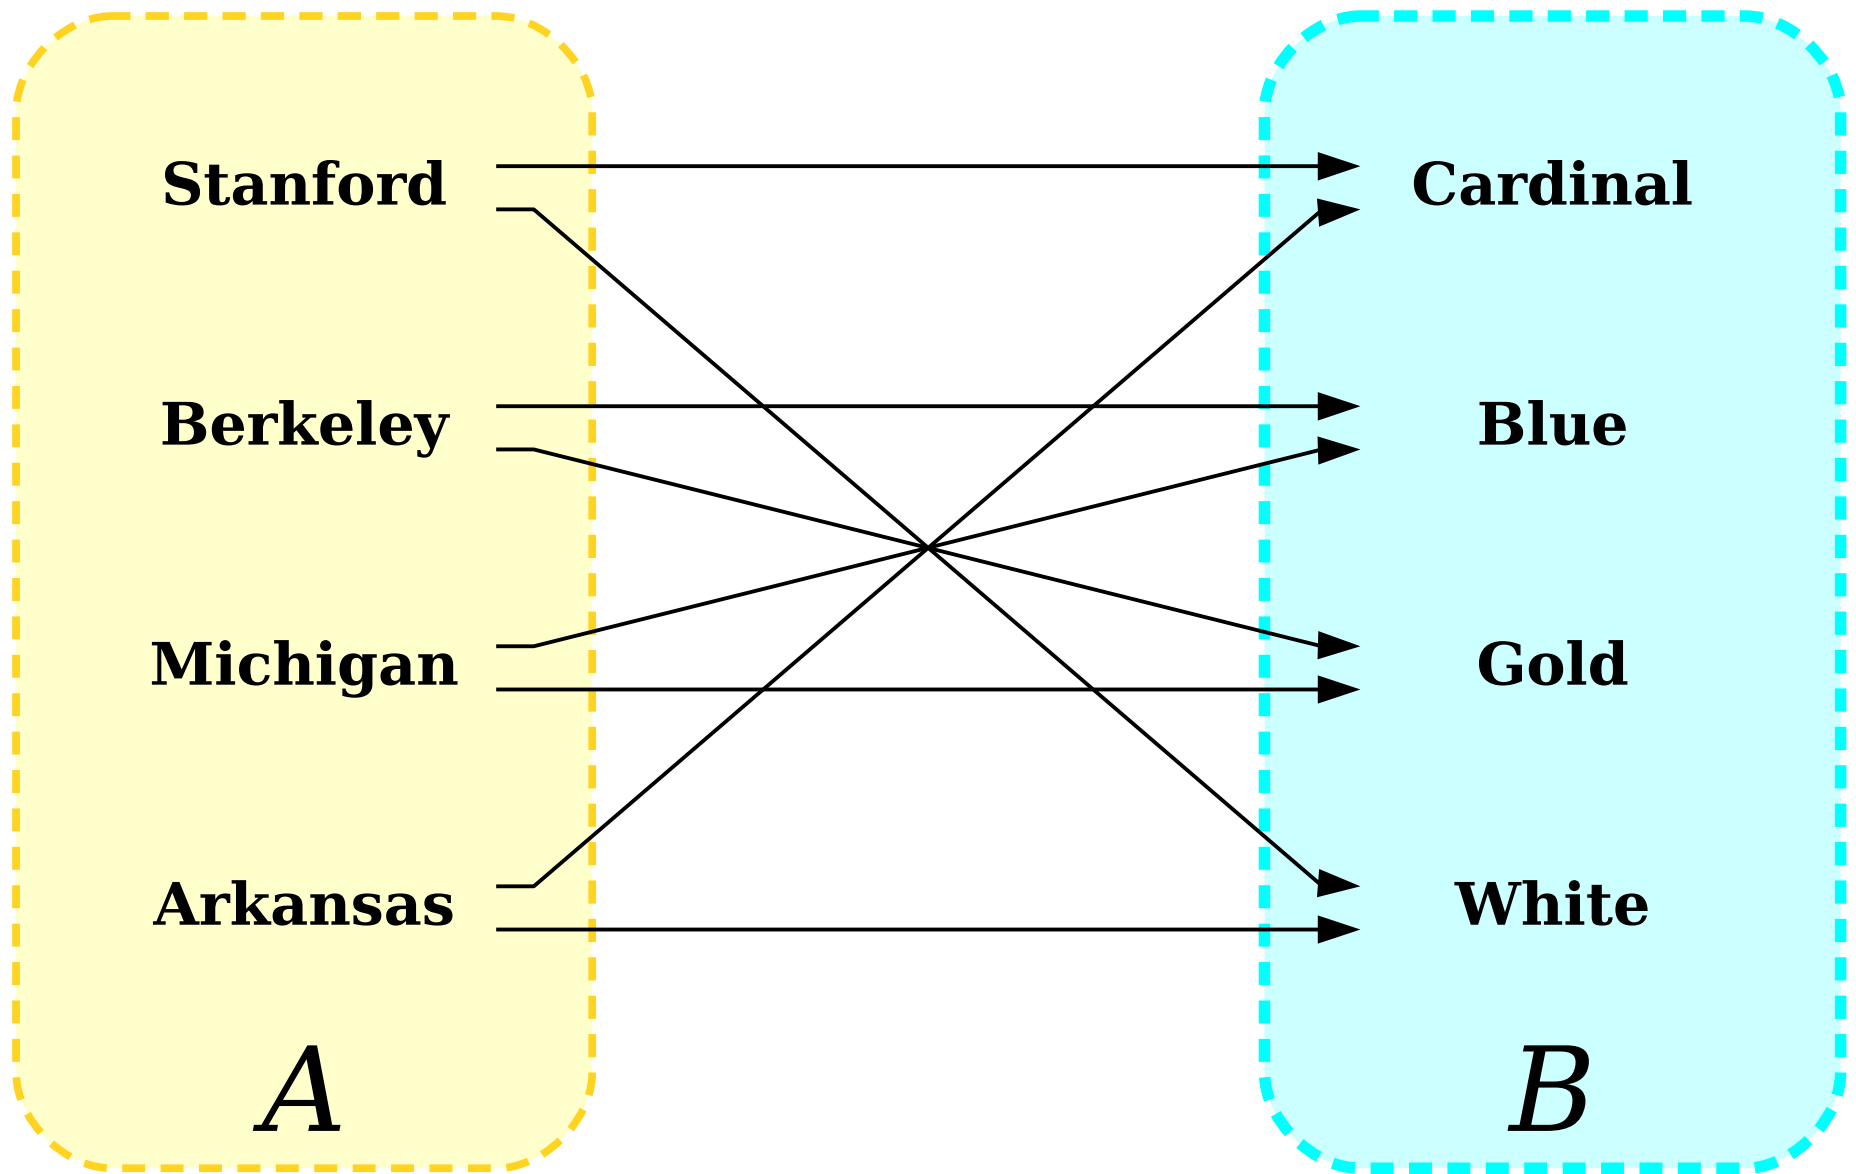 Stanford
Cardinal
Berkeley
Blue
Michigan
Gold
Arkansas
White
A
B